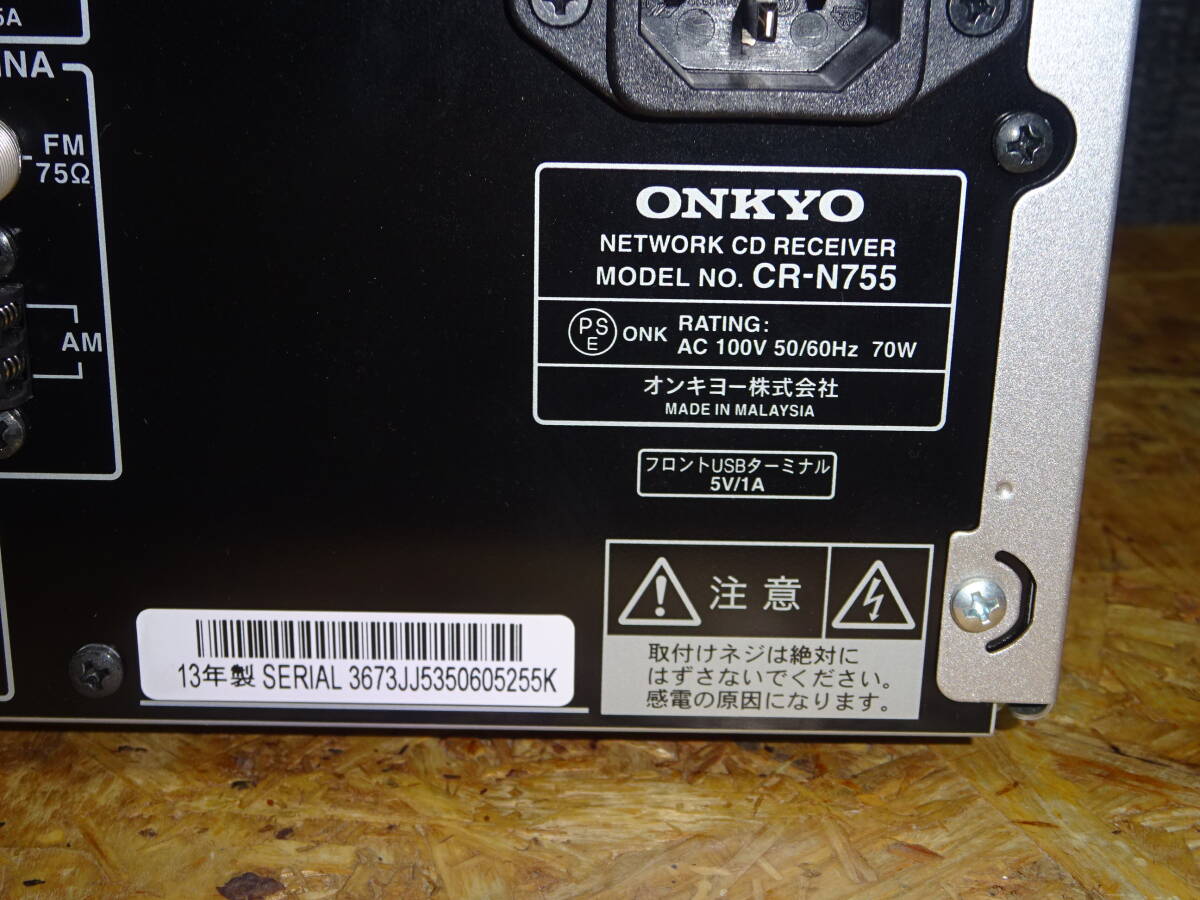 5A
NNA
FM
75Ω
AM
ONKYO
NETWORK CD RECEIVER
MODEL NO. CR-N755
PS
E
ONK
RATING:
AC 100V 50/60Hz 70W
オンキヨー株式会社
MADE IN MALAYSIA
フロントUSBターミナル
5V/1A
注意
取付けネジは絶対に
はずさないでください。
感電の原因になります。
13年製 SERIAL 3673JJ5350605255K